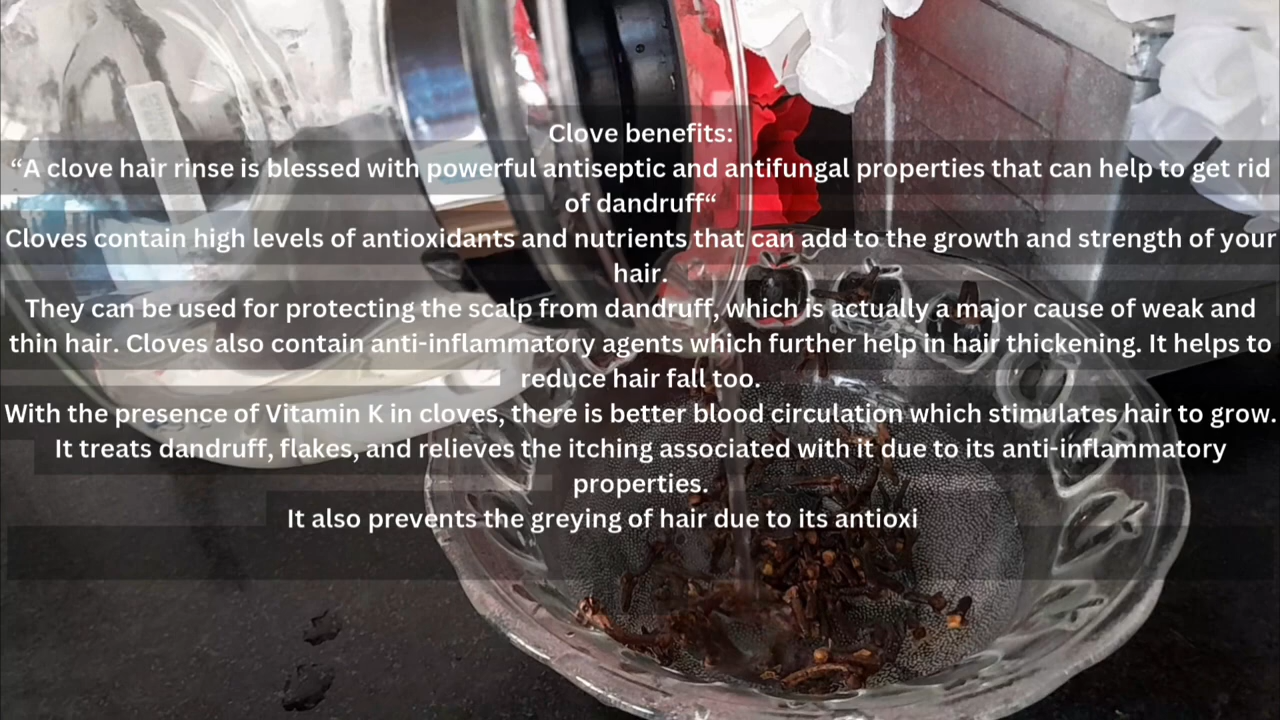 Clove benefits:
“A clove hair rinse is blessed with powerful antiseptic and antifungal properties that can help to get rid
of dandruff“
Cloves contain high levels of antioxidants and nutrients that can add to the growth and strength of your
hair.
They can be used for protecting the scalp from dandruff, which is actually a major cause of weak and
thin hair. Cloves also contain anti-inflammatory agents which further help in hair thickening. It helps to
reduce hair fall too.
With the presence of Vitamin K in cloves, there is better blood circulation which stimulates hair to grow.
It treats dandruff, flakes, and relieves the itching associated with it due to its anti-inflammatory
properties.
It also prevents the greying of hair due to its antioxi